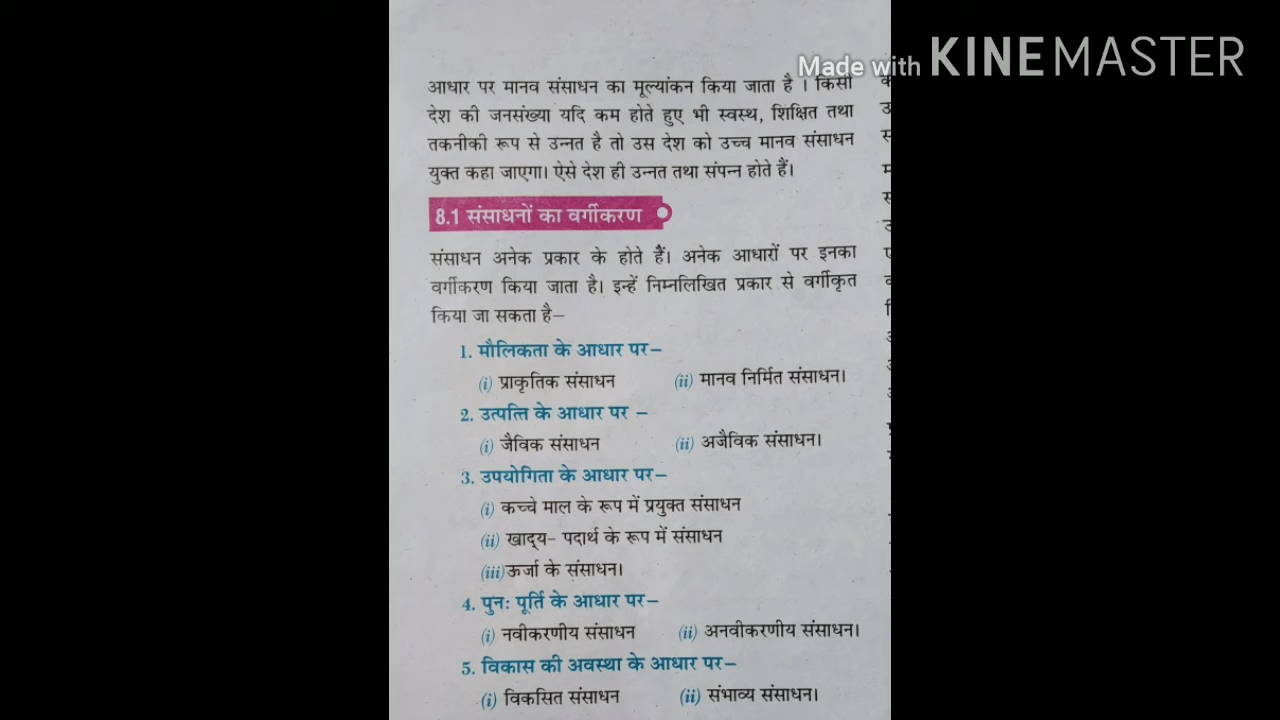 Made with KINEMASTER
आधार पर मानव संसाधन का मूल्यांकन किया जाता है । किसी
देश की जनसंख्या यदि कम होते हुए भी स्वस्थ, शिक्षित तथा
तकनीकी रूप से उन्नत है तो उस देश को उच्च मानव संसाधन
युक्त कहा जाएगा। ऐसे देश ही उन्नत तथा संपन्न होते हैं।
8.1 संसाधनों का वर्गीकरण
संसाधन अनेक प्रकार के होते हैं। अनेक आधारों पर इनका
वर्गीकरण किया जाता है। इन्हें निम्नलिखित प्रकार से वर्गीकृत
किया जा सकता है–
1. मौलिकता के आधार पर–
(i) प्राकृतिक संसाधन (ii) मानव निर्मित संसाधन।
2. उत्पत्ति के आधार पर –
(i) जैविक संसाधन (ii) अजैविक संसाधन।
3. उपयोगिता के आधार पर–
(i) कच्चे माल के रूप में प्रयुक्त संसाधन
(ii) खाद्‌य– पदार्थ के रूप में संसाधन
(iii) ऊर्जा के संसाधन।
4. पुनः पूर्ति के आधार पर–
(i) नवीकरणीय संसाधन (ii) अनवीकरणीय संसाधन।
5. विकास की अवस्था के आधार पर–
(i) विकसित संसाधन (ii) संभाव्य संसाधन।